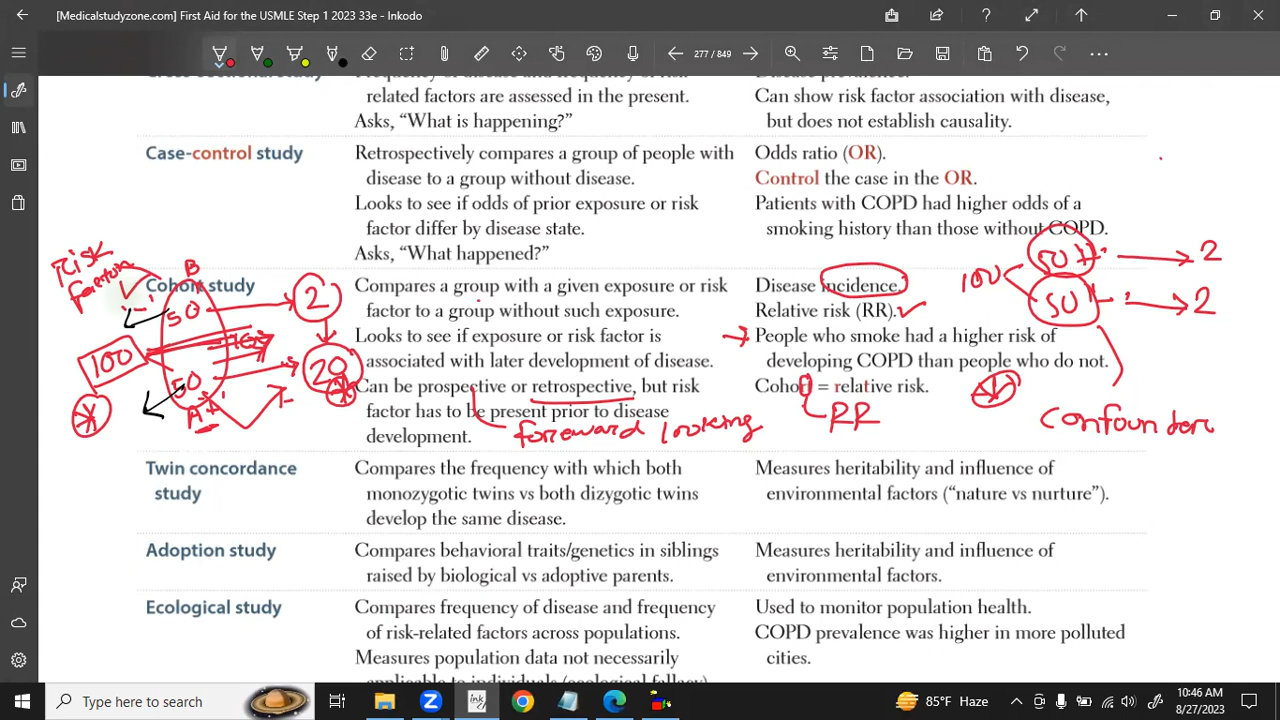 [Medicalstudyzone.com] First Aid for the USMLE Step 1 2023 33e - Inkodo
277 / 849
related factors are assessed in the present.
Asks, “What is happening?”
Can show risk factor association with disease,
but does not establish causality.
Case-control study
Retrospectively compares a group of people with
disease to a group without disease.
Looks to see if odds of prior exposure or risk
factor differ by disease state.
Asks, “What happened?”
Odds ratio (OR).
Control the case in the OR.
Patients with COPD had higher odds of a
smoking history than those without COPD.
Cohort study
Compares a group with a given exposure or risk
factor to a group without such exposure.
Looks to see if exposure or risk factor is
associated with later development of disease.
Can be prospective or retrospective, but risk
factor has to be present prior to disease
development.
Disease incidence.
Relative risk (RR).
People who smoke had a higher risk of
developing COPD than people who do not.
Cohort = relative risk.
Risk
factor
B
50
2
100
50
20
A
foreward looking
RR
100
50
2
50
2
Confounders
Twin concordance
study
Compares the frequency with which both
monozygotic twins vs both dizygotic twins
develop the same disease.
Measures heritability and influence of
environmental factors (“nature vs nurture”).
Adoption study
Compares behavioral traits/genetics in siblings
raised by biological vs adoptive parents.
Measures heritability and influence of
environmental factors.
Ecological study
Compares frequency of disease and frequency
of risk-related factors across populations.
Measures population data not necessarily
applicable to individuals (ecological fallacy)
Used to monitor population health.
COPD prevalence was higher in more polluted
cities.
Type here to search
85°F Haze
10:46 AM
8/27/2023